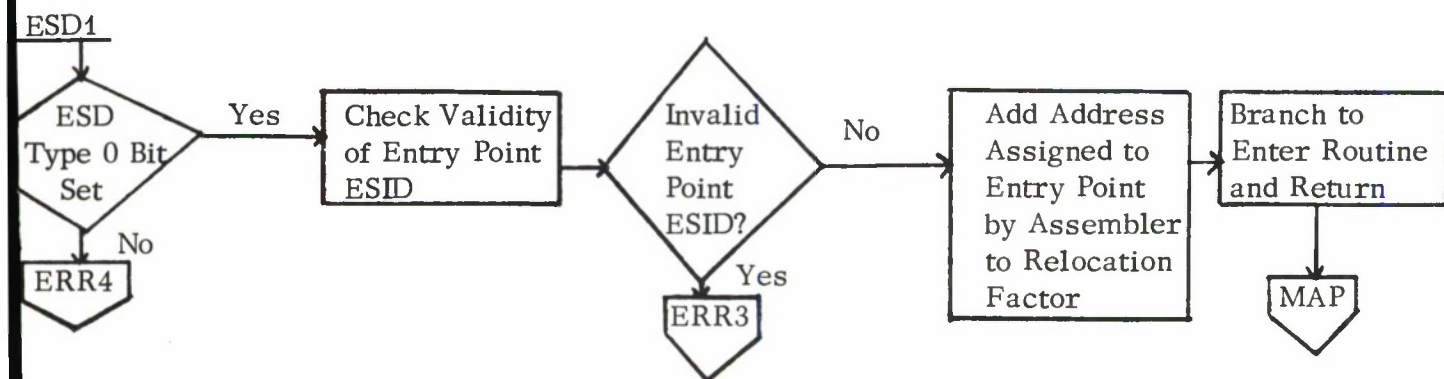 ESD1
ESD
Type 0 Bit
Set
Yes
No
ERR4
Check Validity
of Entry Point
ESID
Invalid
Entry
Point
ESID?
No
Yes
ERR3
Add Address
Assigned to
Entry Point
by Assembler
to Relocation
Factor
Branch to
Enter Routine
and Return
MAP